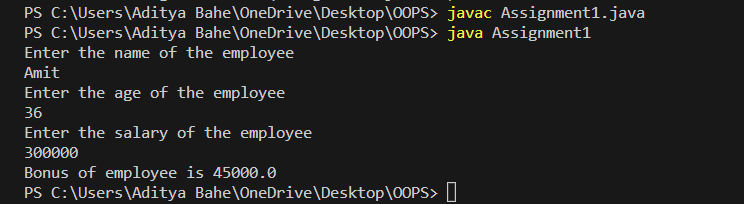 PS C:\Users\Aditya Bahe\OneDrive\Desktop\OOPS> javac Assignment1.java
PS C:\Users\Aditya Bahe\OneDrive\Desktop\OOPS> java Assignment1
Enter the name of the employee
Amit
Enter the age of the employee
36
Enter the salary of the employee
300000
Bonus of employee is 45000.0
PS C:\Users\Aditya Bahe\OneDrive\Desktop\OOPS>